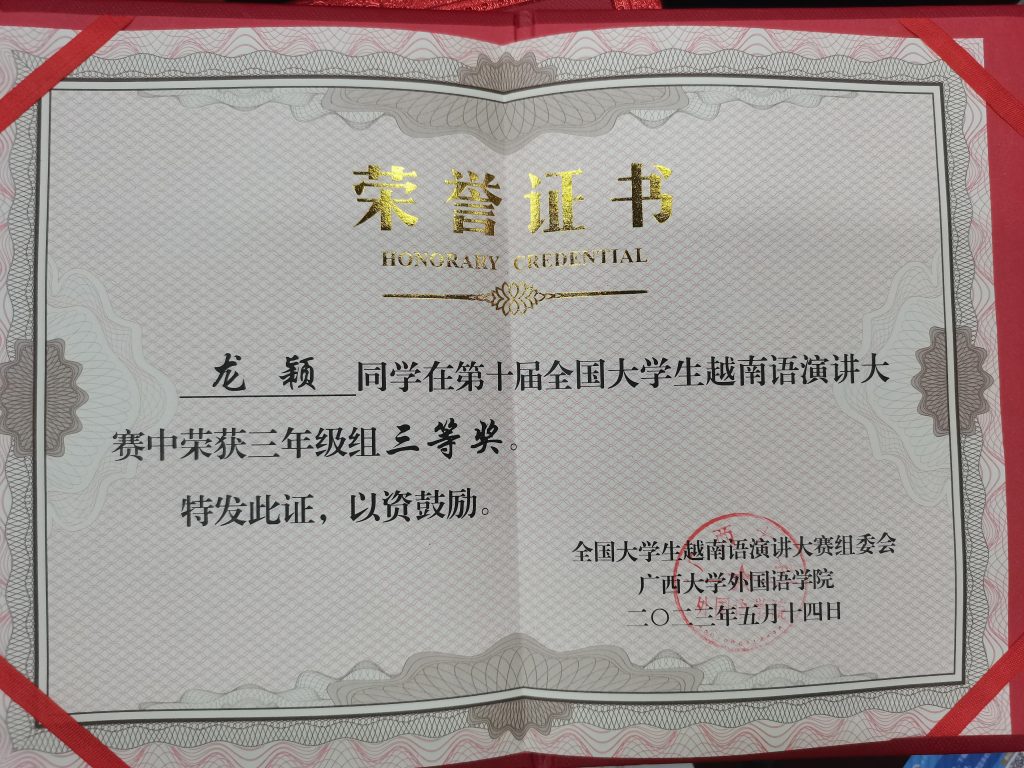 荣誉证书
HONORARY CREDENTIAL
龙颖同学在第十届全国大学生越南语演讲大
赛中荣获三年级组三等奖。
特发此证，以资鼓励。
全国大学生越南语演讲大赛组委会
广西大学外国语学院
二〇二三年五月十四日